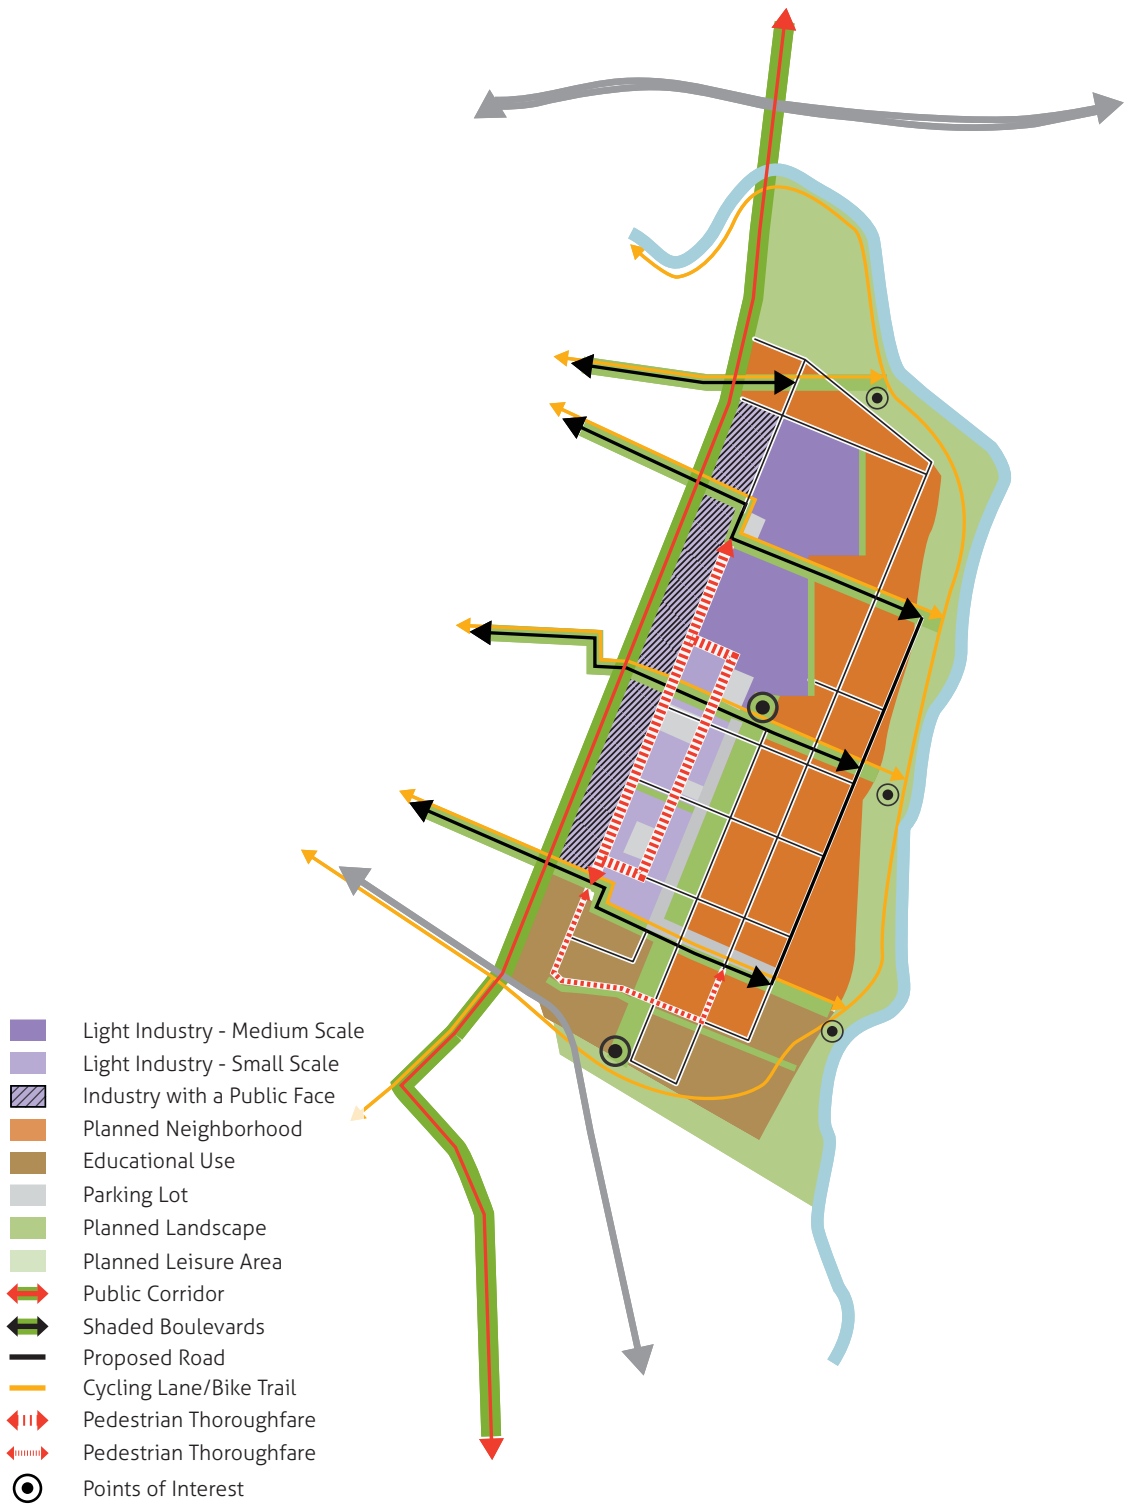 Light Industry - Medium Scale
Light Industry - Small Scale
Industry with a Public Face
Planned Neighborhood
Educational Use
Parking Lot
Planned Landscape
Planned Leisure Area
Public Corridor
Shaded Boulevards
Proposed Road
Cycling Lane/Bike Trail
Pedestrian Thoroughfare
Pedestrian Thoroughfare
Points of Interest